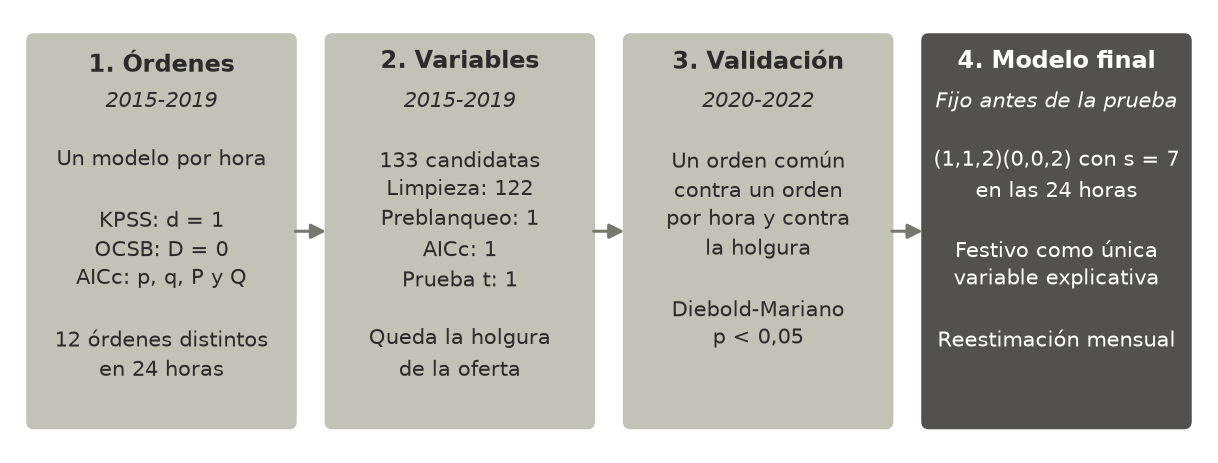 1. Órdenes
2015-2019
Un modelo por hora
KPSS: d = 1
OCSB: D = 0
AICc: p, q, P y Q
12 órdenes distintos
en 24 horas
2. Variables
2015-2019
133 candidatas
Limpieza: 122
Preblanqueo: 1
AICc: 1
Prueba t: 1
Queda la holgura
de la oferta
3. Validación
2020-2022
Un orden común
contra un orden
por hora y contra
la holgura
Diebold-Mariano
p < 0,05
4. Modelo final
Fijo antes de la prueba
(1,1,2)(0,0,2) con s = 7
en las 24 horas
Festivo como única
variable explicativa
Reestimación mensual